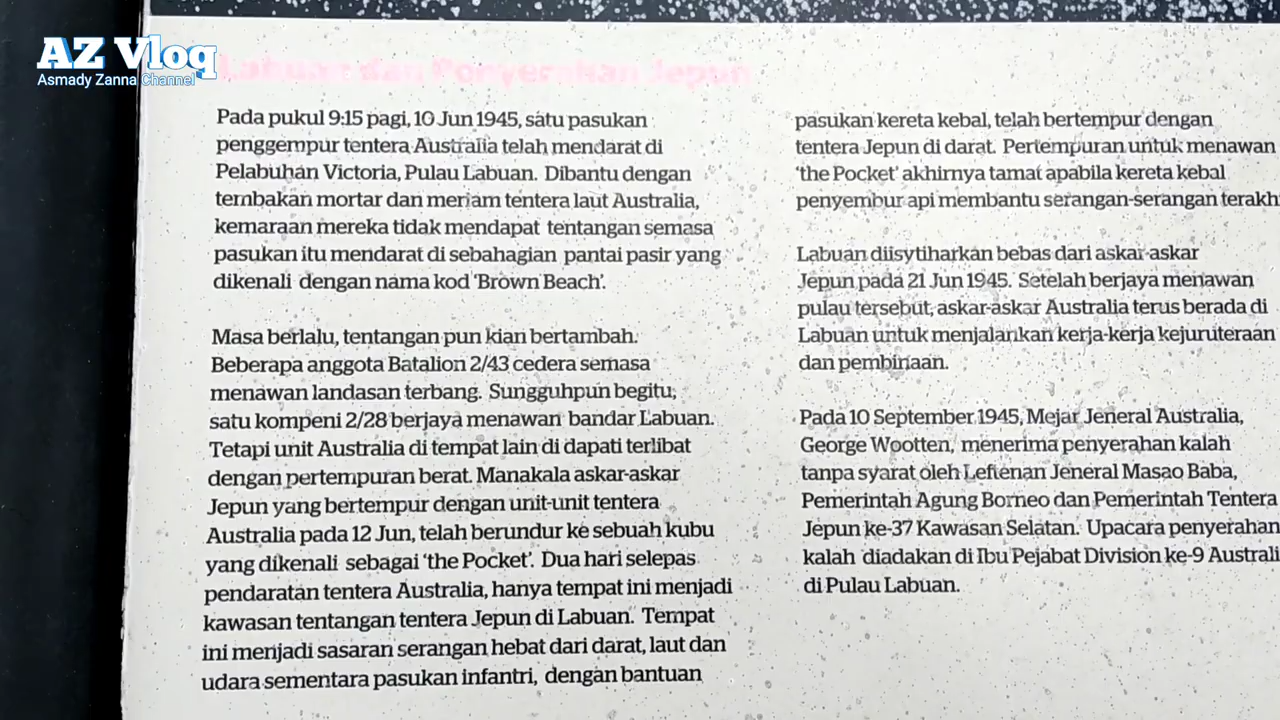 AZ Vloq
Asmady Zanna Channel
Labuan dan Penyerahan Jepun
Pada pukul 9:15 pagi, 10 Jun 1945, satu pasukan
penggempur tentera Australia telah mendarat di
Pelabuhan Victoria, Pulau Labuan. Dibantu dengan
tembakan mortar dan meriam tentera laut Australia,
kemaraan mereka tidak mendapat tentangan semasa
pasukan itu mendarat di sebahagian pantai pasir yang
dikenali dengan nama kod 'Brown Beach'.
Masa berlalu, tentangan pun kian bertambah.
Beberapa anggota Batalion 2/43 cedera semasa
menawan landasan terbang. Sungguhpun begitu,
satu kompeni 2/28 berjaya menawan bandar Labuan.
Tetapi unit Australia di tempat lain di dapati terlibat
dengan pertempuran berat. Manakala askar-askar
Jepun yang bertempur dengan unit-unit tentera
Australia pada 12 Jun, telah berundur ke sebuah kubu
yang dikenali sebagai 'the Pocket'. Dua hari selepas
pendaratan tentera Australia, hanya tempat ini menjadi
kawasan tentangan tentera Jepun di Labuan. Tempat
ini menjadi sasaran serangan hebat dari darat, laut dan
udara sementara pasukan infantri, dengan bantuan
pasukan kereta kebal, telah bertempur dengan
tentera Jepun di darat. Pertempuran untuk menawan
'the Pocket' akhirnya tamat apabila kereta kebal
penyembur api membantu serangan-serangan terakh
Labuan diisytiharkan bebas dari askar-askar
Jepun pada 21 Jun 1945. Setelah berjaya menawan
pulau tersebut, askar-askar Australia terus berada di
Labuan untuk menjalankan kerja-kerja kejuruteraan
dan pembinaan.
Pada 10 September 1945, Mejar Jeneral Australia,
George Wootten, menerima penyerahan kalah
tanpa syarat oleh Leftenan Jeneral Masao Baba,
Pemerintah Agung Borneo dan Pemerintah Tentera
Jepun ke-37 Kawasan Selatan. Upacara penyerahan
kalah diadakan di Ibu Pejabat Division ke-9 Australi
di Pulau Labuan.